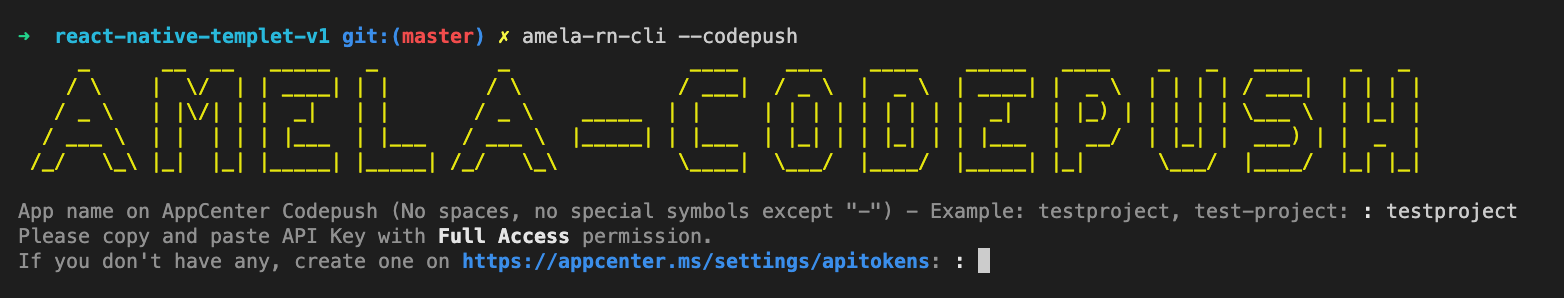 ➜  react-native-templet-v1 git:(master) ✗ amela-rn-cli --codepush
AMELA-CODEPUSH
App name on AppCenter Codepush (No spaces, no special symbols except "-") - Example: testproject, test-project: : testproject
Please copy and paste API Key with Full Access permission.
If you don't have any, create one on https://appcenter.ms/settings/apitokens: :